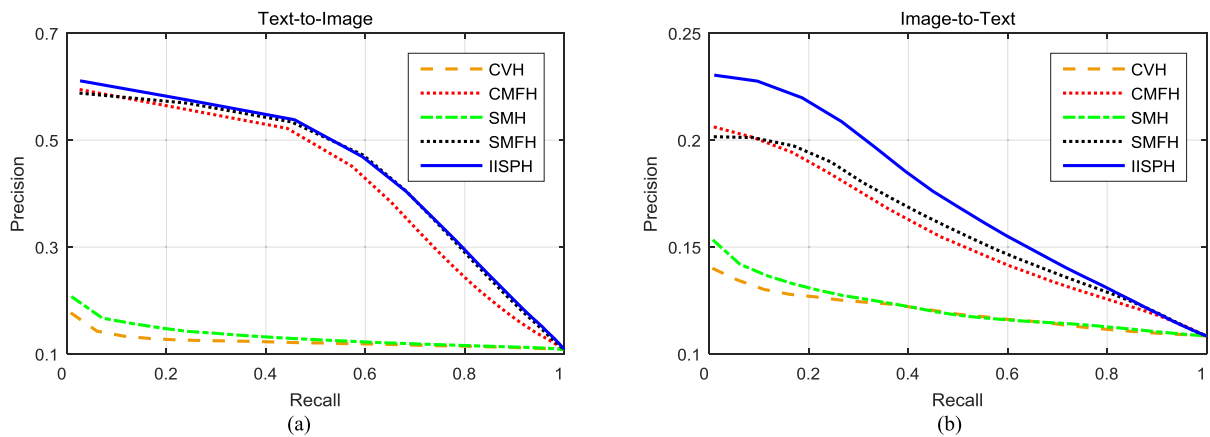 Text-to-Image
0.7
0.5
0.3
0.1
Precision
0
0.2
0.4
0.6
0.8
1
Recall
CVH
CMFH
SMH
SMFH
IISPH
(a)
Image-to-Text
0.25
0.2
0.15
0.1
Precision
0
0.2
0.4
0.6
0.8
1
Recall
CVH
CMFH
SMH
SMFH
IISPH
(b)